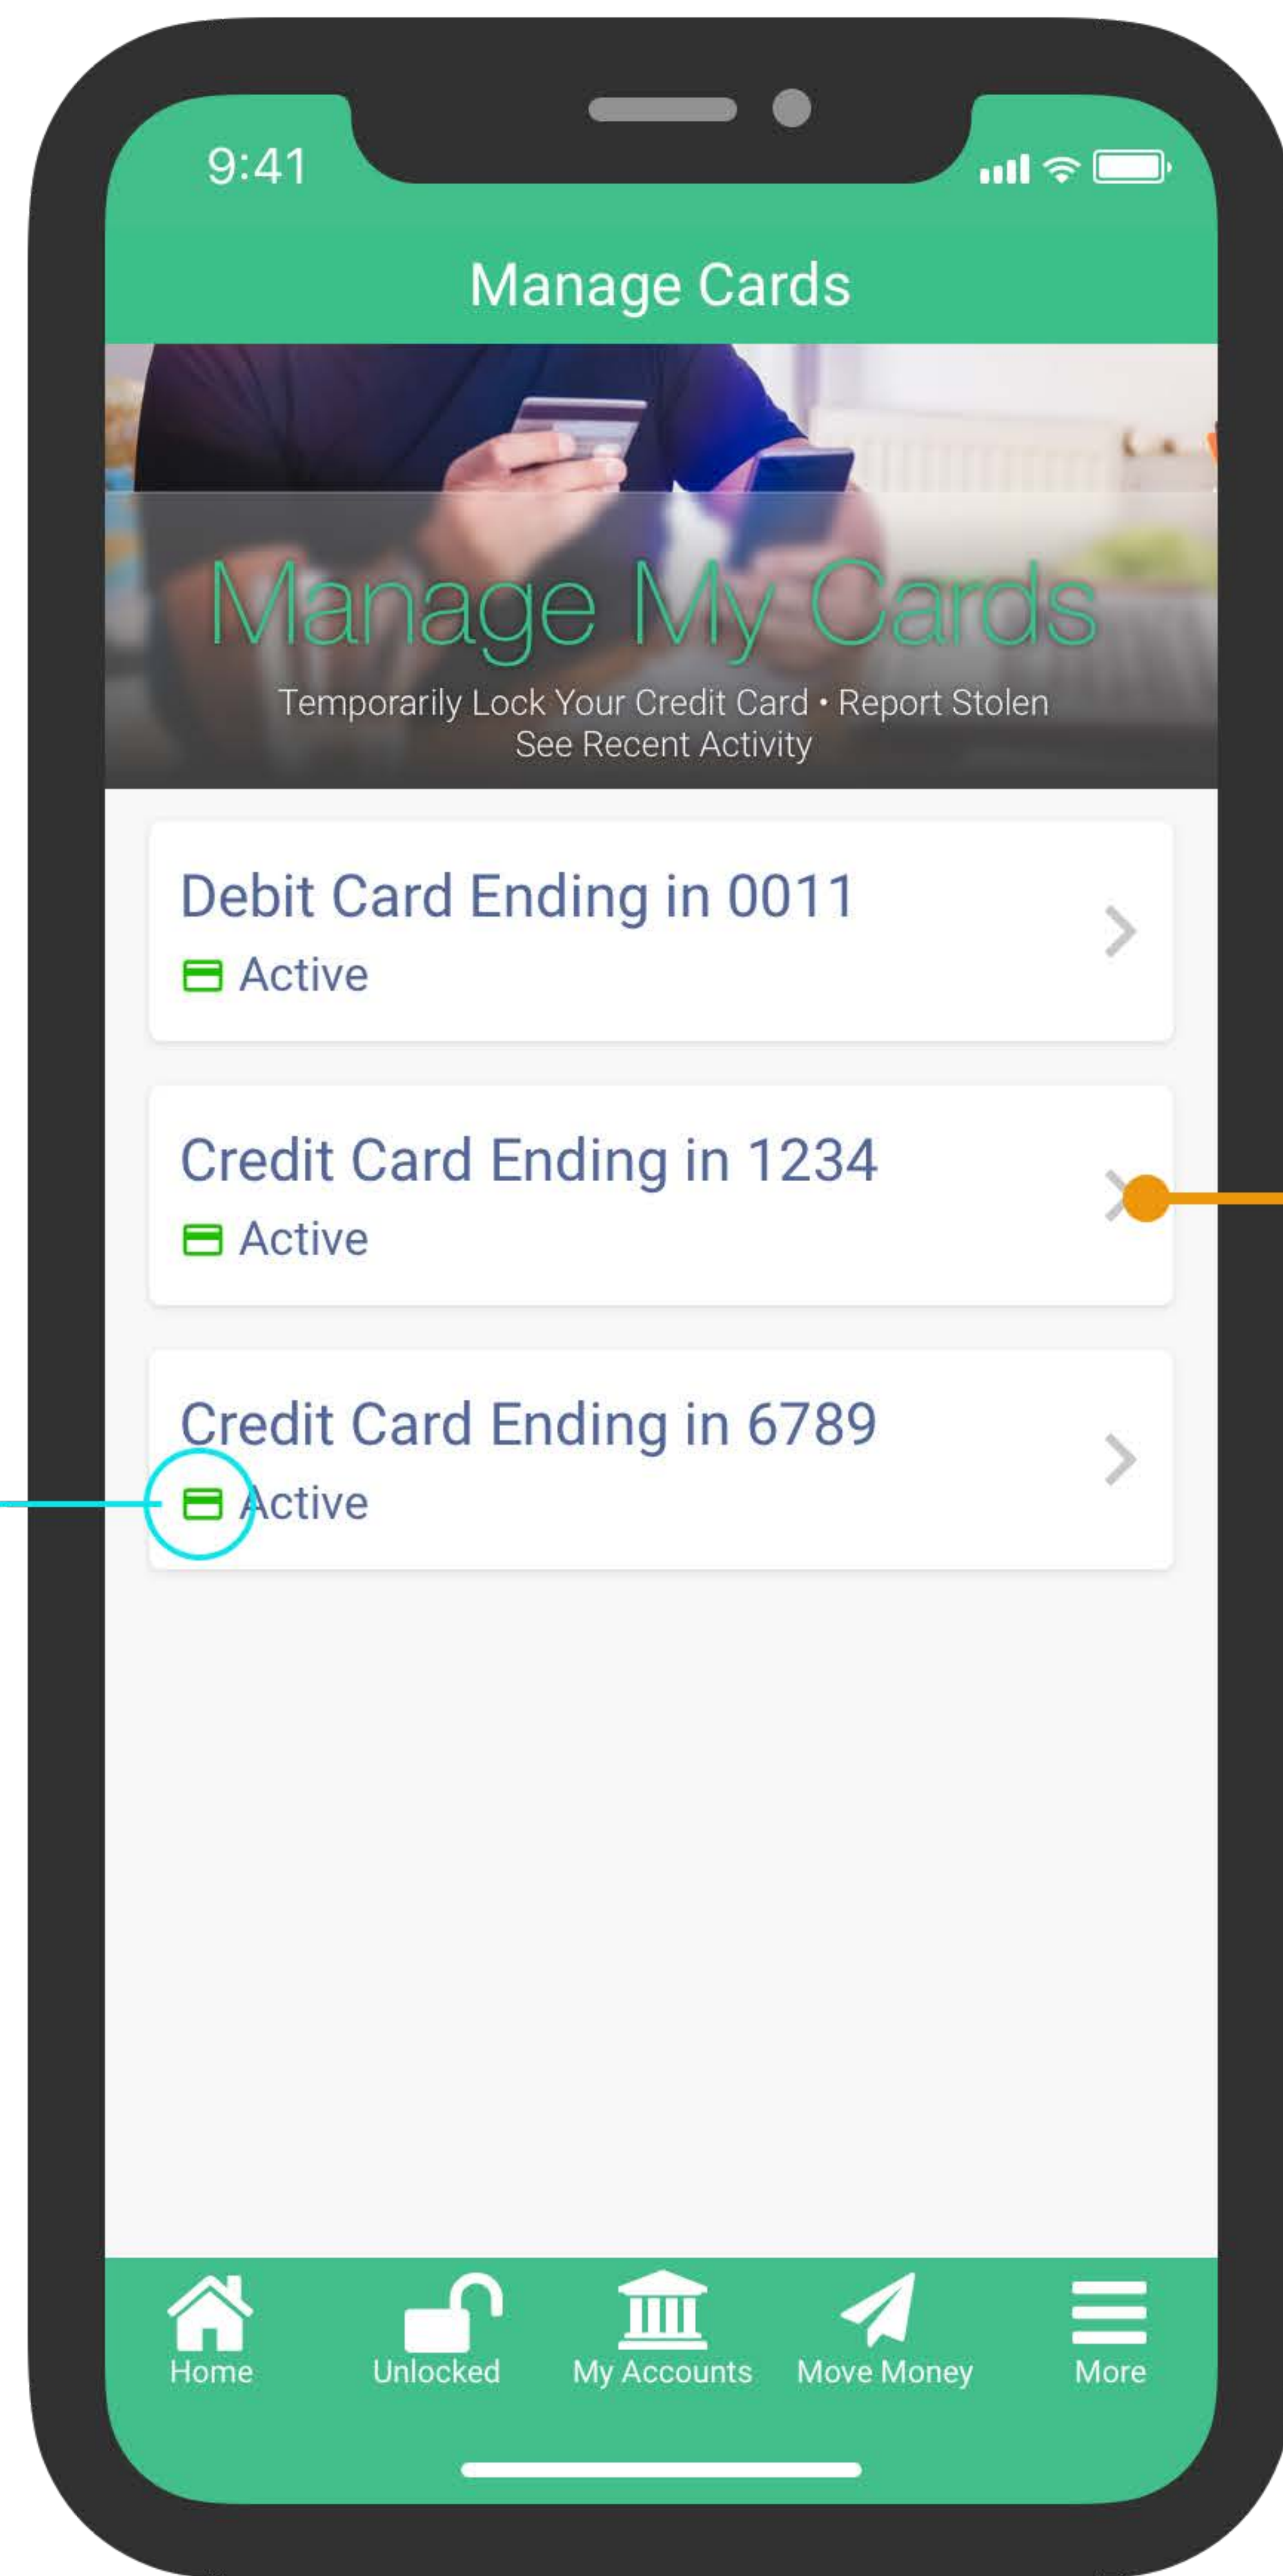 9:41
Manage Cards
Manage My Cards
Temporarily Lock Your Credit Card • Report Stolen
See Recent Activity
Debit Card Ending in 0011
Active
Credit Card Ending in 1234
Active
Credit Card Ending in 6789
Active
Home Unlocked My Accounts Move Money More